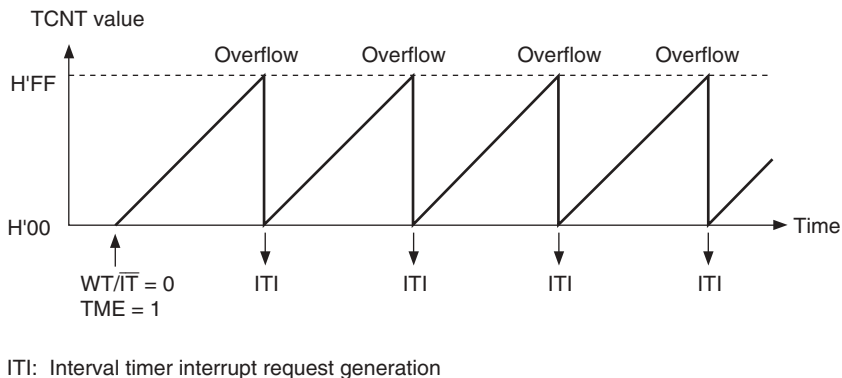 TCNT value
Overflow Overflow Overflow Overflow
H'FF
H'00
Time
WT/I̅T̅ = 0
TME = 1
ITI ITI ITI ITI
ITI: Interval timer interrupt request generation